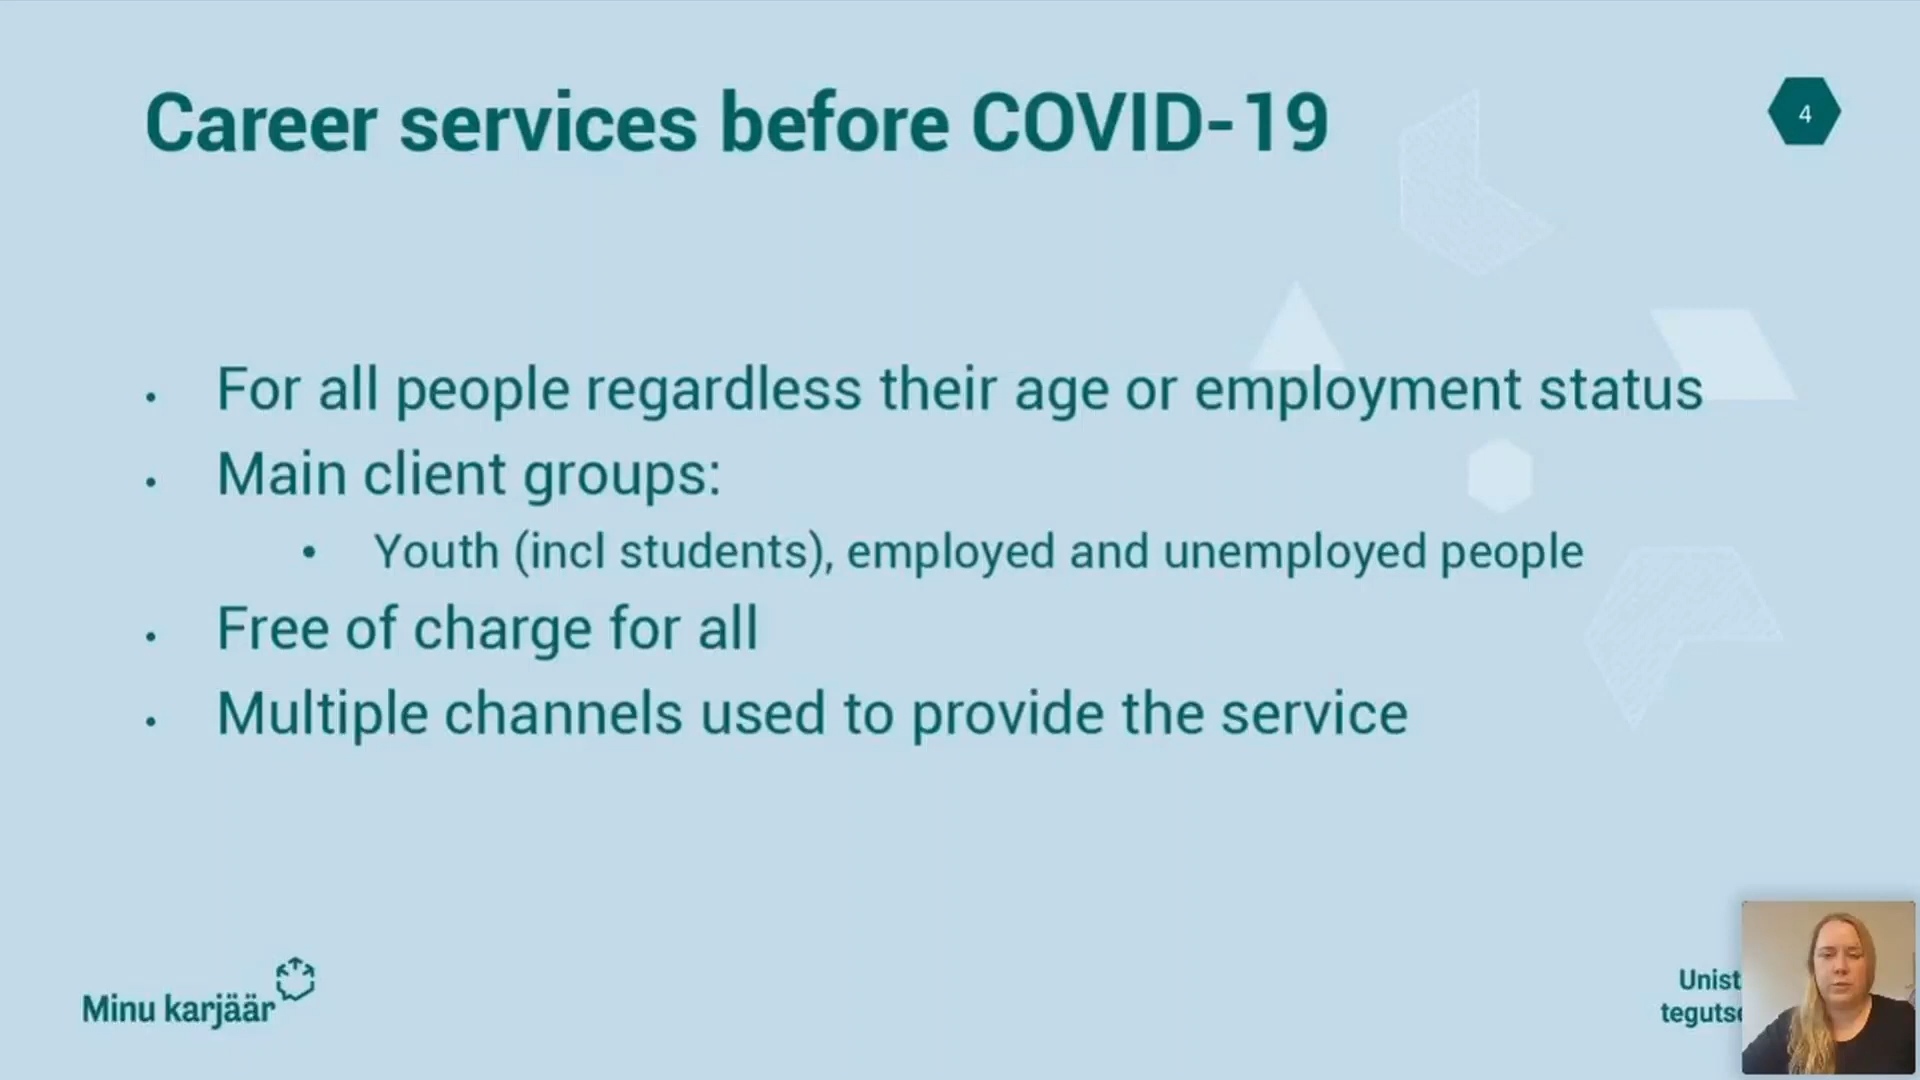 Career services before COVID-19
4
• For all people regardless their age or employment status
• Main client groups:
• Youth (incl students), employed and unemployed people
• Free of charge for all
• Multiple channels used to provide the service
Minu karjäär